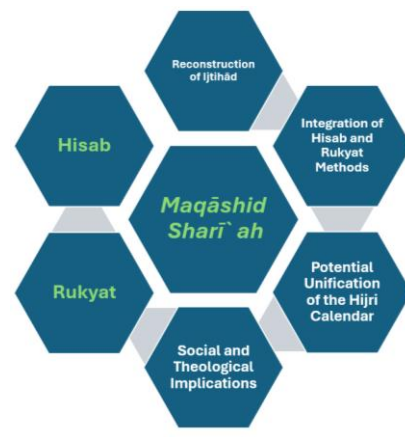 Reconstruction
of Ijtihād
Integration of
Hisab and
Rukyat
Methods
Hisab
Maqāshid
Sharī`ah
Rukyat
Potential
Unification
of the Hijri
Calendar
Social and
Theological
Implications